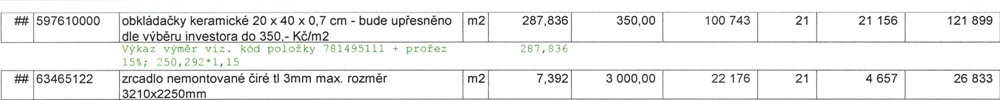 ## 597610000 obkládačky keramické 20 x 40 x 0,7 cm - bude upřesněno m2 287,836 350,00 100 743 21 21 156 121 899
dle výběru investora do 350,- Kč/m2
Výkaz výměr viz. kód položky 781495111 + prořez 287,836
15%; 250,292*1,15
## 63465122 zrcadlo nemontované čiré tl 3mm max. rozměr m2 7,392 3 000,00 22 176 21 4 657 26 833
3210x2250mm